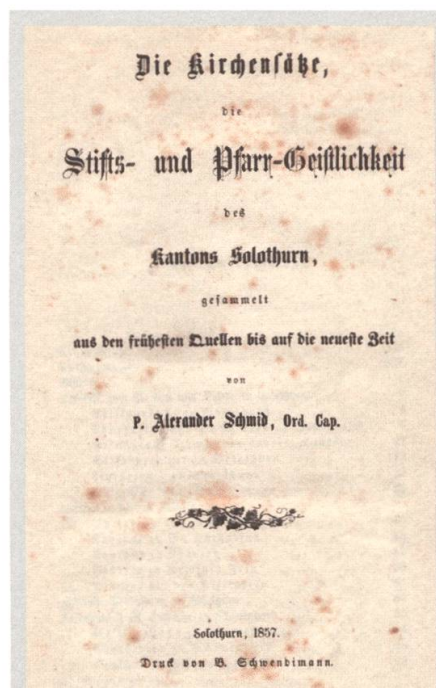 Die Kirchensätze,
die
Stifts- und Pfarr-Geistlichkeit
des
Kantons Solothurn,
gesammelt
aus den frühesten Quellen bis auf die neueste Zeit
von
P. Alexander Schmid, Ord. Cap.
Solothurn, 1857.
Druck von B. Schwendimann.